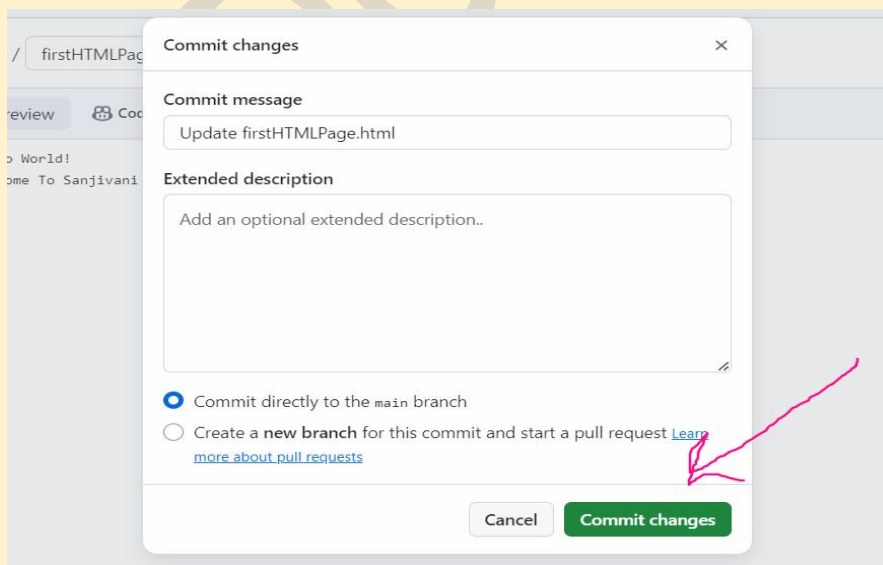 Commit changes
/ firstHTMLPag
Commit message
review Coc
Update firstHTMLPage.html
o World!
ome To Sanjivani
Extended description
Add an optional extended description..
Commit directly to the main branch
Create a new branch for this commit and start a pull request Learn
more about pull requests
Cancel Commit changes